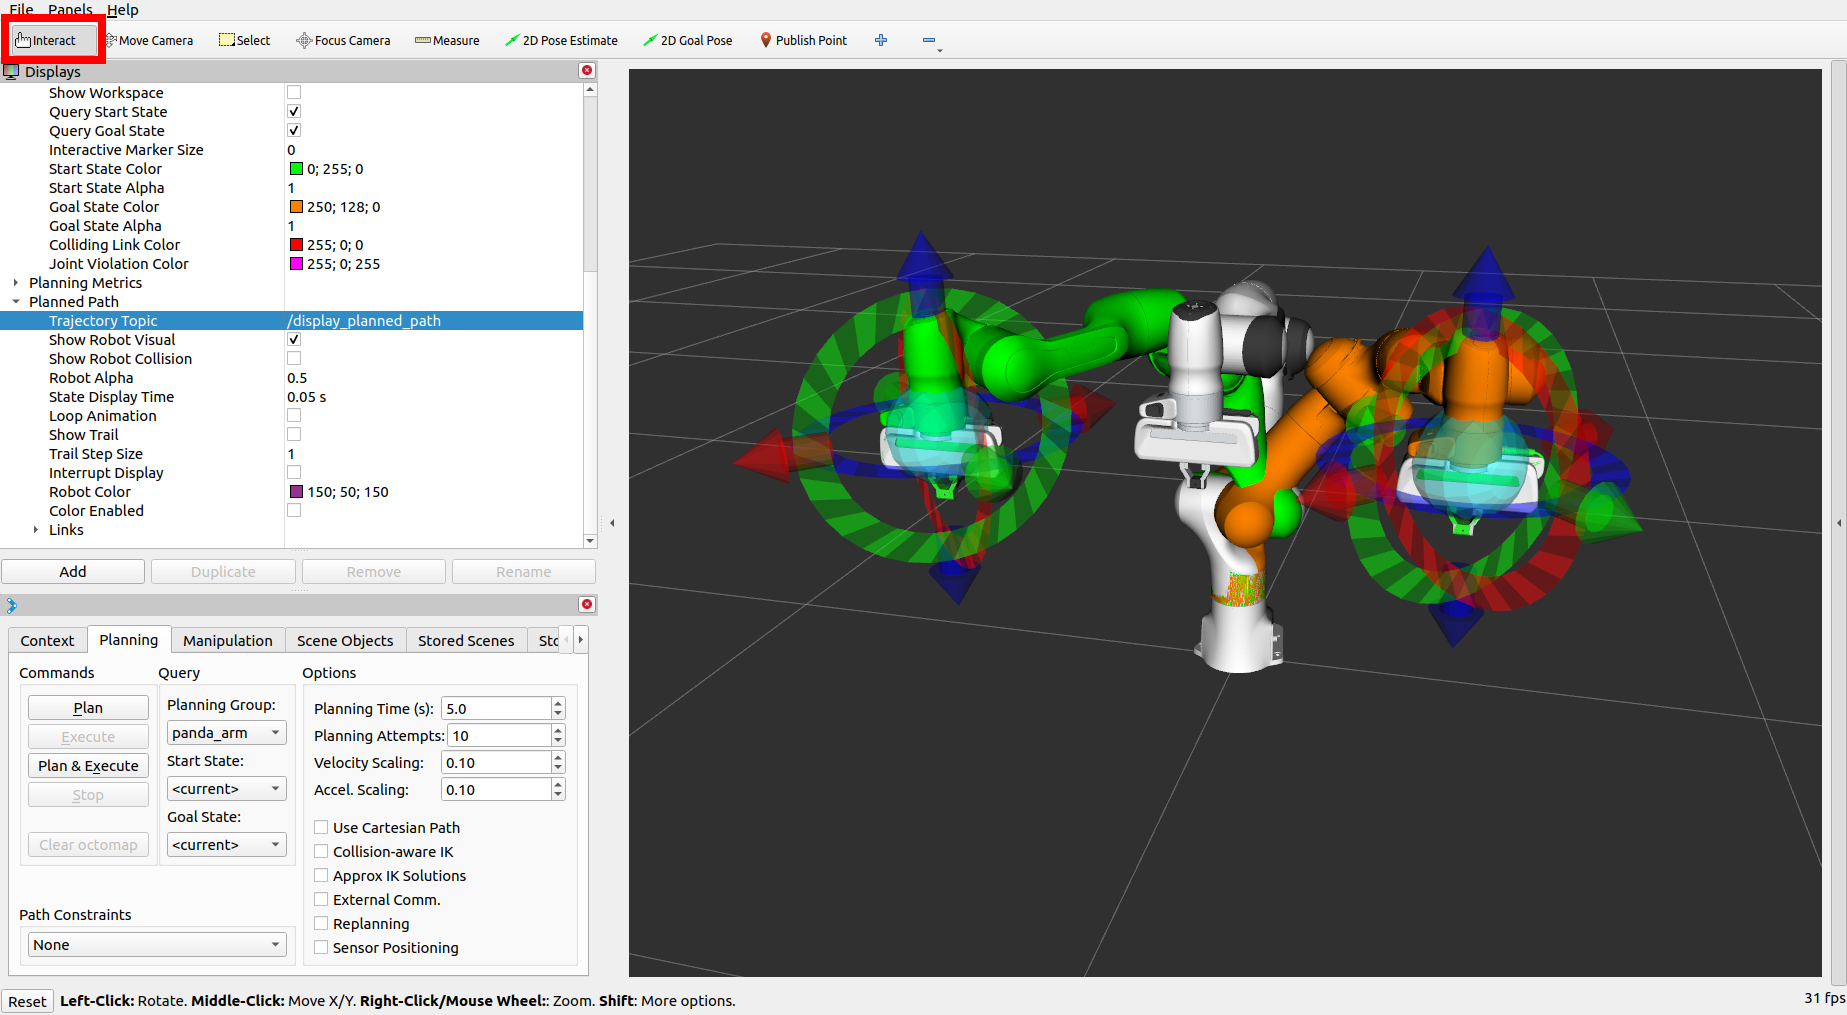 File Panels Help
Interact Move Camera Select Focus Camera Measure 2D Pose Estimate 2D Goal Pose Publish Point
Displays
Show Workspace
Query Start State
Query Goal State
Interactive Marker Size 0
Start State Color 0; 255; 0
Start State Alpha 1
Goal State Color 250; 128; 0
Goal State Alpha 1
Colliding Link Color 255; 0; 0
Joint Violation Color 255; 0; 255
Planning Metrics
Planned Path
Trajectory Topic /display_planned_path
Show Robot Visual
Show Robot Collision
Robot Alpha 0.5
State Display Time 0.05 s
Loop Animation
Show Trail
Trail Step Size 1
Interrupt Display
Robot Color 150; 50; 150
Color Enabled
Links
Add Duplicate Remove Rename
Context Planning Manipulation Scene Objects Stored Scenes Sto
Commands
Plan
Execute
Plan & Execute
Stop
Clear octomap
Query
Planning Group:
panda_arm
Start State:
<current>
Goal State:
<current>
Path Constraints
None
Options
Planning Time (s): 5.0
Planning Attempts: 10
Velocity Scaling: 0.10
Accel. Scaling: 0.10
Use Cartesian Path
Collision-aware IK
Approx IK Solutions
External Comm.
Replanning
Sensor Positioning
Reset Left-Click: Rotate. Middle-Click: Move X/Y. Right-Click/Mouse Wheel:: Zoom. Shift: More options. 31 fps